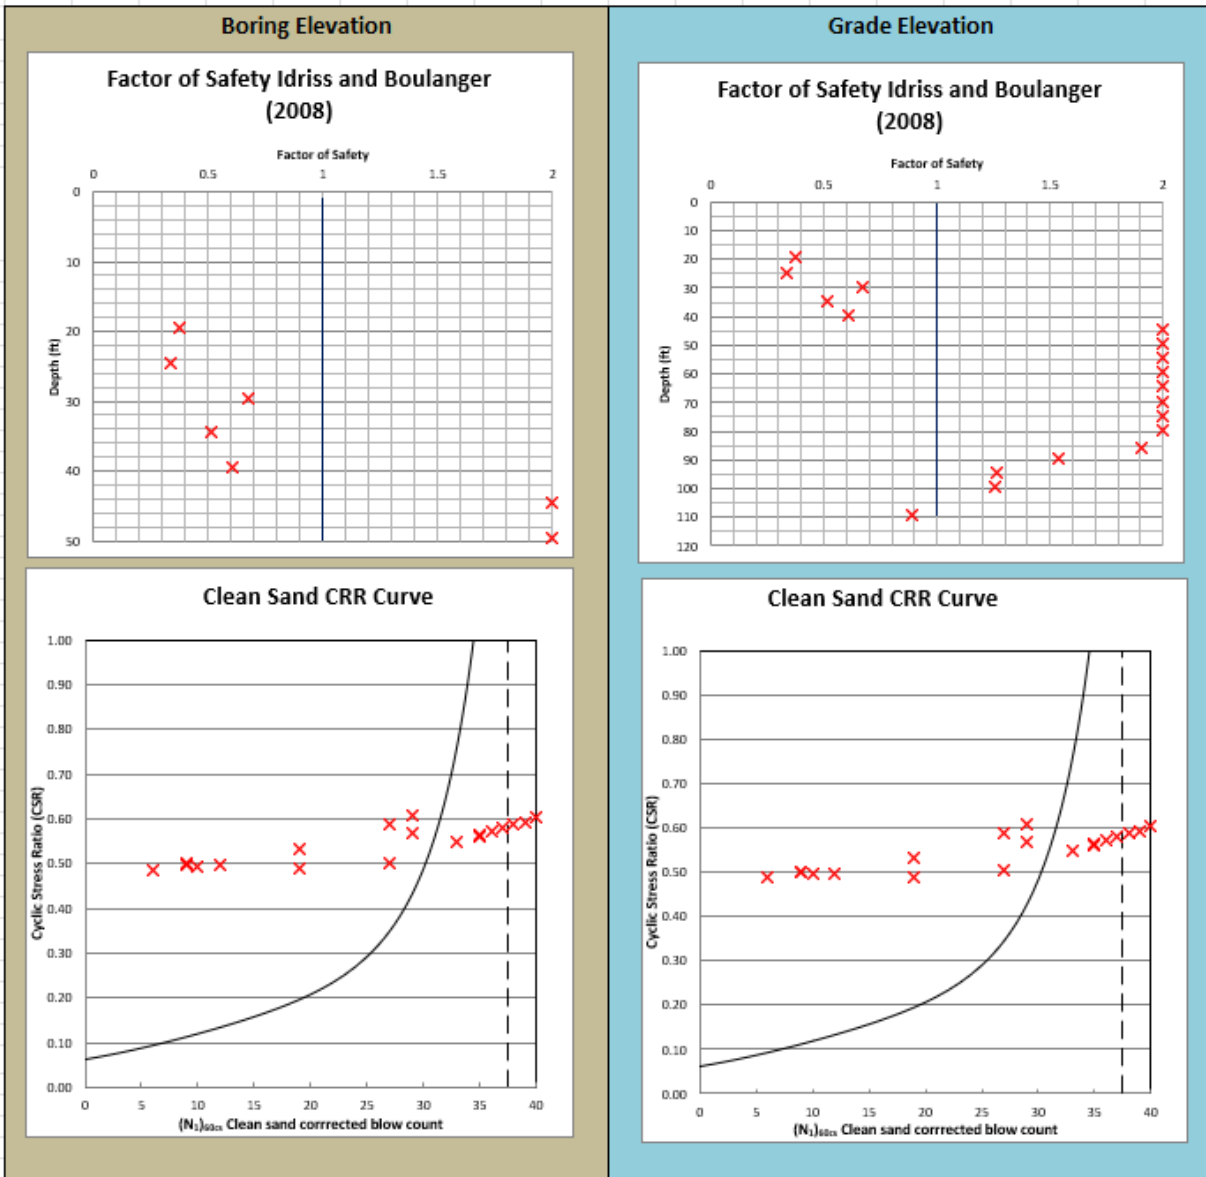 Boring Elevation
Factor of Safety Idriss and Boulanger
(2008)
Factor of Safety
0 0.5 1 1.5 2
0
10
20
30
40
50
Depth (ft)
Clean Sand CRR Curve
1.00
0.90
0.80
0.70
0.60
0.50
0.40
0.30
0.20
0.10
0.00
Cyclic Stress Ratio (CSR)
0 5 10 15 20 25 30 35 40
(N₁)₆₀cs Clean sand corrrected blow count
Grade Elevation
Factor of Safety Idriss and Boulanger
(2008)
Factor of Safety
0 0.5 1 1.5 2
0
10
20
30
40
50
60
70
80
90
100
110
120
Depth (ft)
Clean Sand CRR Curve
1.00
0.90
0.80
0.70
0.60
0.50
0.40
0.30
0.20
0.10
0.00
Cyclic Stress Ratio (CSR)
0 5 10 15 20 25 30 35 40
(N₁)₆₀cs Clean sand corrrected blow count